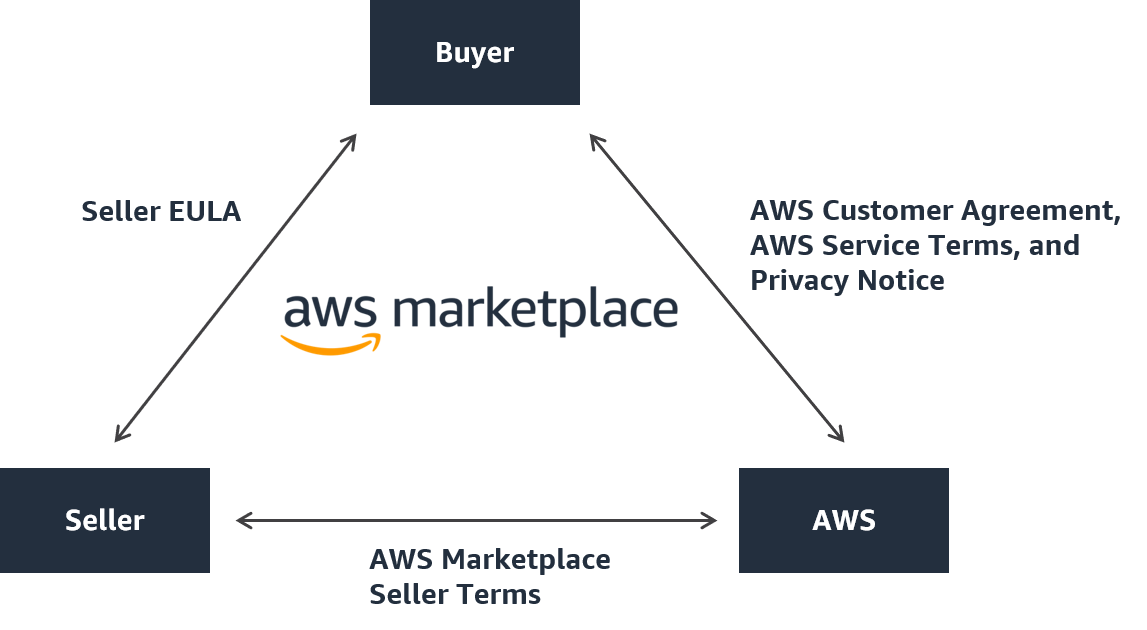 Buyer
Seller EULA
AWS Customer Agreement,
AWS Service Terms, and
Privacy Notice
aws marketplace
Seller
AWS
AWS Marketplace
Seller Terms